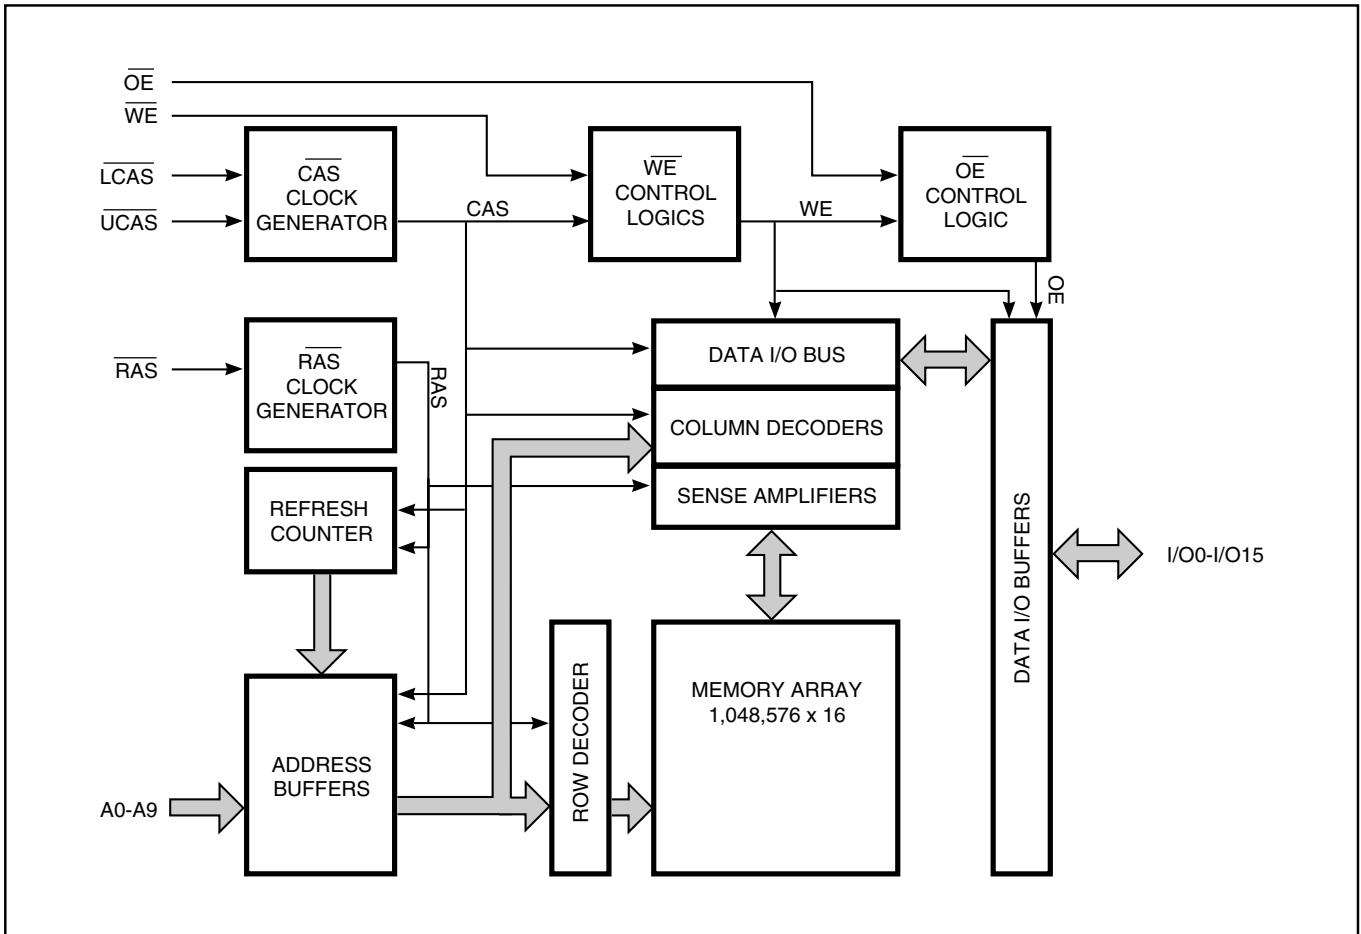 OE
WE
LCAS
UCAS
CAS
CLOCK
GENERATOR
CAS
WE
CONTROL
LOGICS
WE
OE
CONTROL
LOGIC
OE
RAS
RAS
CLOCK
GENERATOR
RAS
DATA I/O BUS
COLUMN DECODERS
SENSE AMPLIFIERS
REFRESH
COUNTER
DATA I/O BUFFERS
I/O0-I/O15
ROW DECODER
MEMORY ARRAY
1,048,576 x 16
ADDRESS
BUFFERS
A0-A9